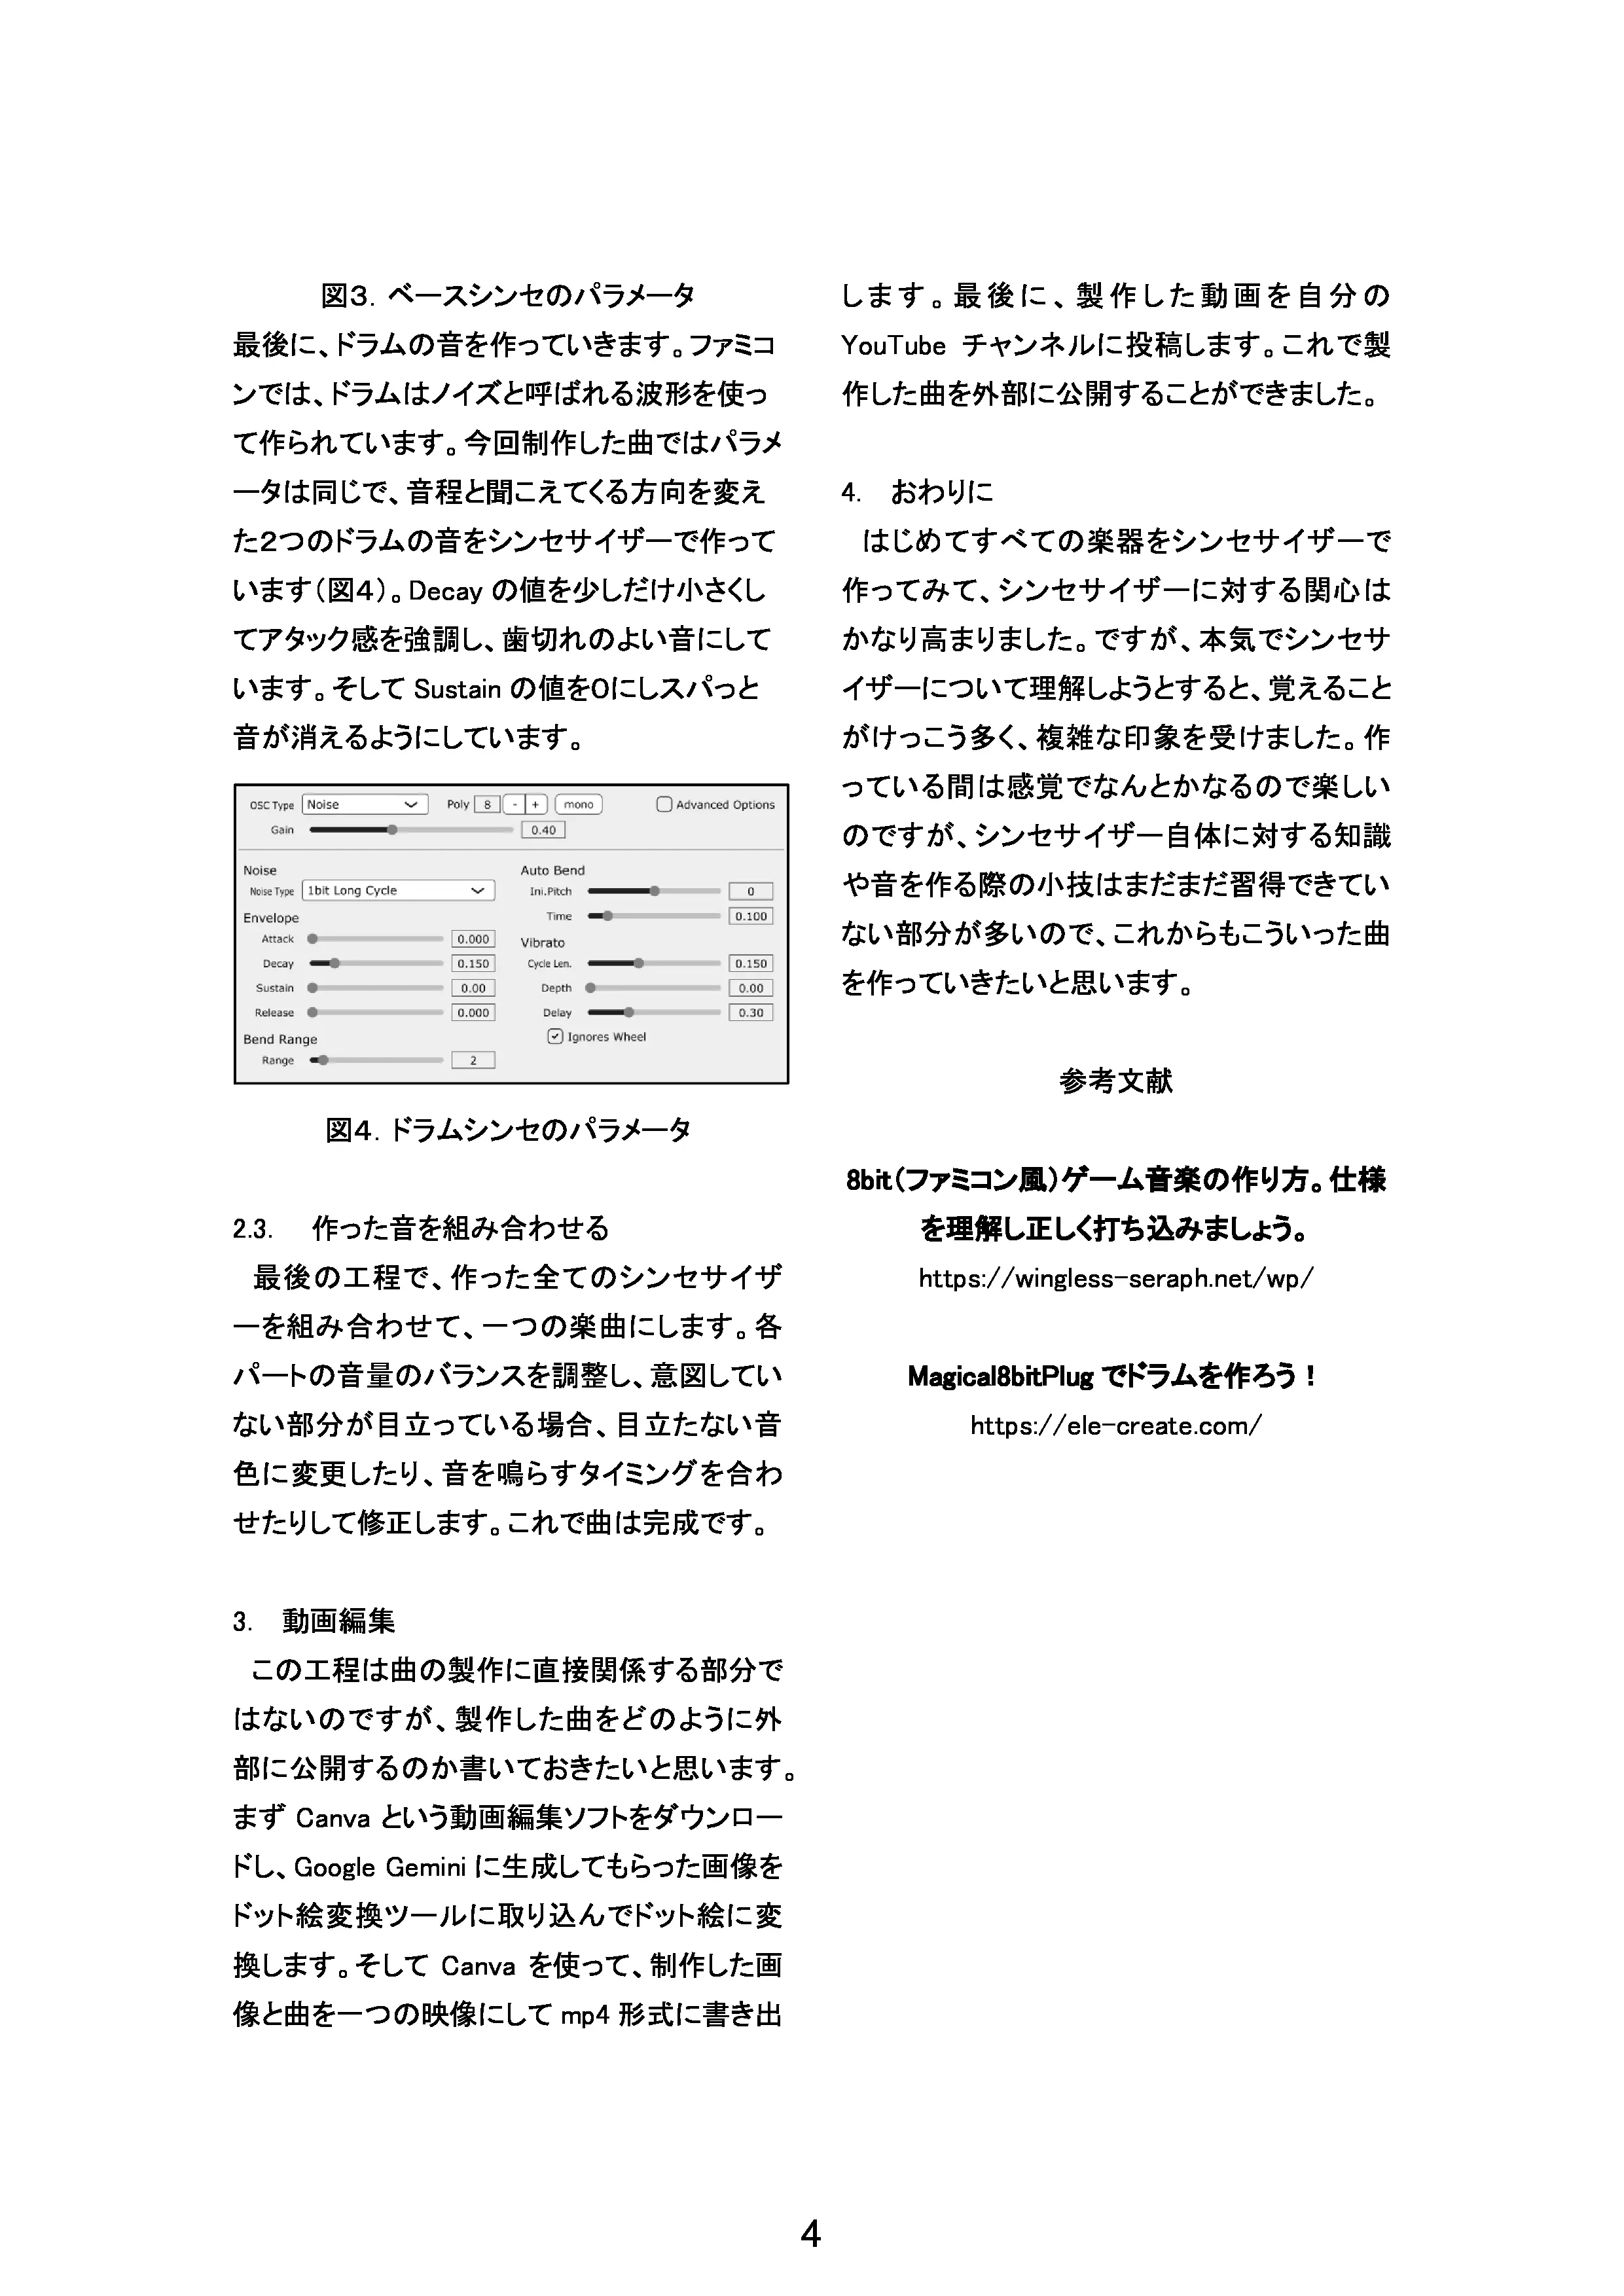 図3. ベースシンセのパラメータ
最後に、ドラムの音を作っていきます。ファミコ
ンでは、ドラムはノイズと呼ばれる波形を使っ
て作られています。今回制作した曲ではパラメ
ータは同じで、音程と聞こえてくる方向を変え
た2つのドラムの音をシンセサイザーで作って
います（図4）。Decay の値を少しだけ小さくし
てアタック感を強調し、歯切れのよい音にして
います。そして Sustain の値を0にしスパっと
音が消えるようにしています。
OSC Type Noise Poly 8 - + mono Advanced Options
Gain 0.40
Noise
Noise Type 1bit Long Cycle
Envelope
Attack 0.000
Decay 0.150
Sustain 0.00
Release 0.000
Bend Range
Range 2
Auto Bend
Ini.Pitch 0
Time 0.100
Vibrato
Cycle Len. 0.150
Depth 0.00
Delay 0.30
Ignores Wheel
図4. ドラムシンセのパラメータ
2.3. 作った音を組み合わせる
最後の工程で、作った全てのシンセサイザ
ーを組み合わせて、一つの楽曲にします。各
パートの音量のバランスを調整し、意図してい
ない部分が目立っている場合、目立たない音
色に変更したり、音を鳴らすタイミングを合わ
せたりして修正します。これで曲は完成です。
3. 動画編集
この工程は曲の製作に直接関係する部分で
はないのですが、製作した曲をどのように外
部に公開するのか書いておきたいと思います。
まず Canva という動画編集ソフトをダウンロー
ドし、Google Gemini に生成してもらった画像を
ドット絵変換ツールに取り込んでドット絵に変
換します。そして Canva を使って、制作した画
像と曲を一つの映像にして mp4 形式に書き出
します。最後に、製作した動画を自分の
YouTube チャンネルに投稿します。これで製
作した曲を外部に公開することができました。
4. おわりに
はじめてすべての楽器をシンセサイザーで
作ってみて、シンセサイザーに対する関心は
かなり高まりました。ですが、本気でシンセサ
イザーについて理解しようとすると、覚えること
がけっこう多く、複雑な印象を受けました。作
っている間は感覚でなんとかなるので楽しい
のですが、シンセサイザー自体に対する知識
や音を作る際の小技はまだまだ習得できてい
ない部分が多いので、これからもこういった曲
を作っていきたいと思います。
参考文献
8bit（ファミコン風）ゲーム音楽の作り方。仕様
を理解し正しく打ち込みましょう。
https://wingless-seraph.net/wp/
Magical8bitPlug でドラムを作ろう！
https://ele-create.com/
4